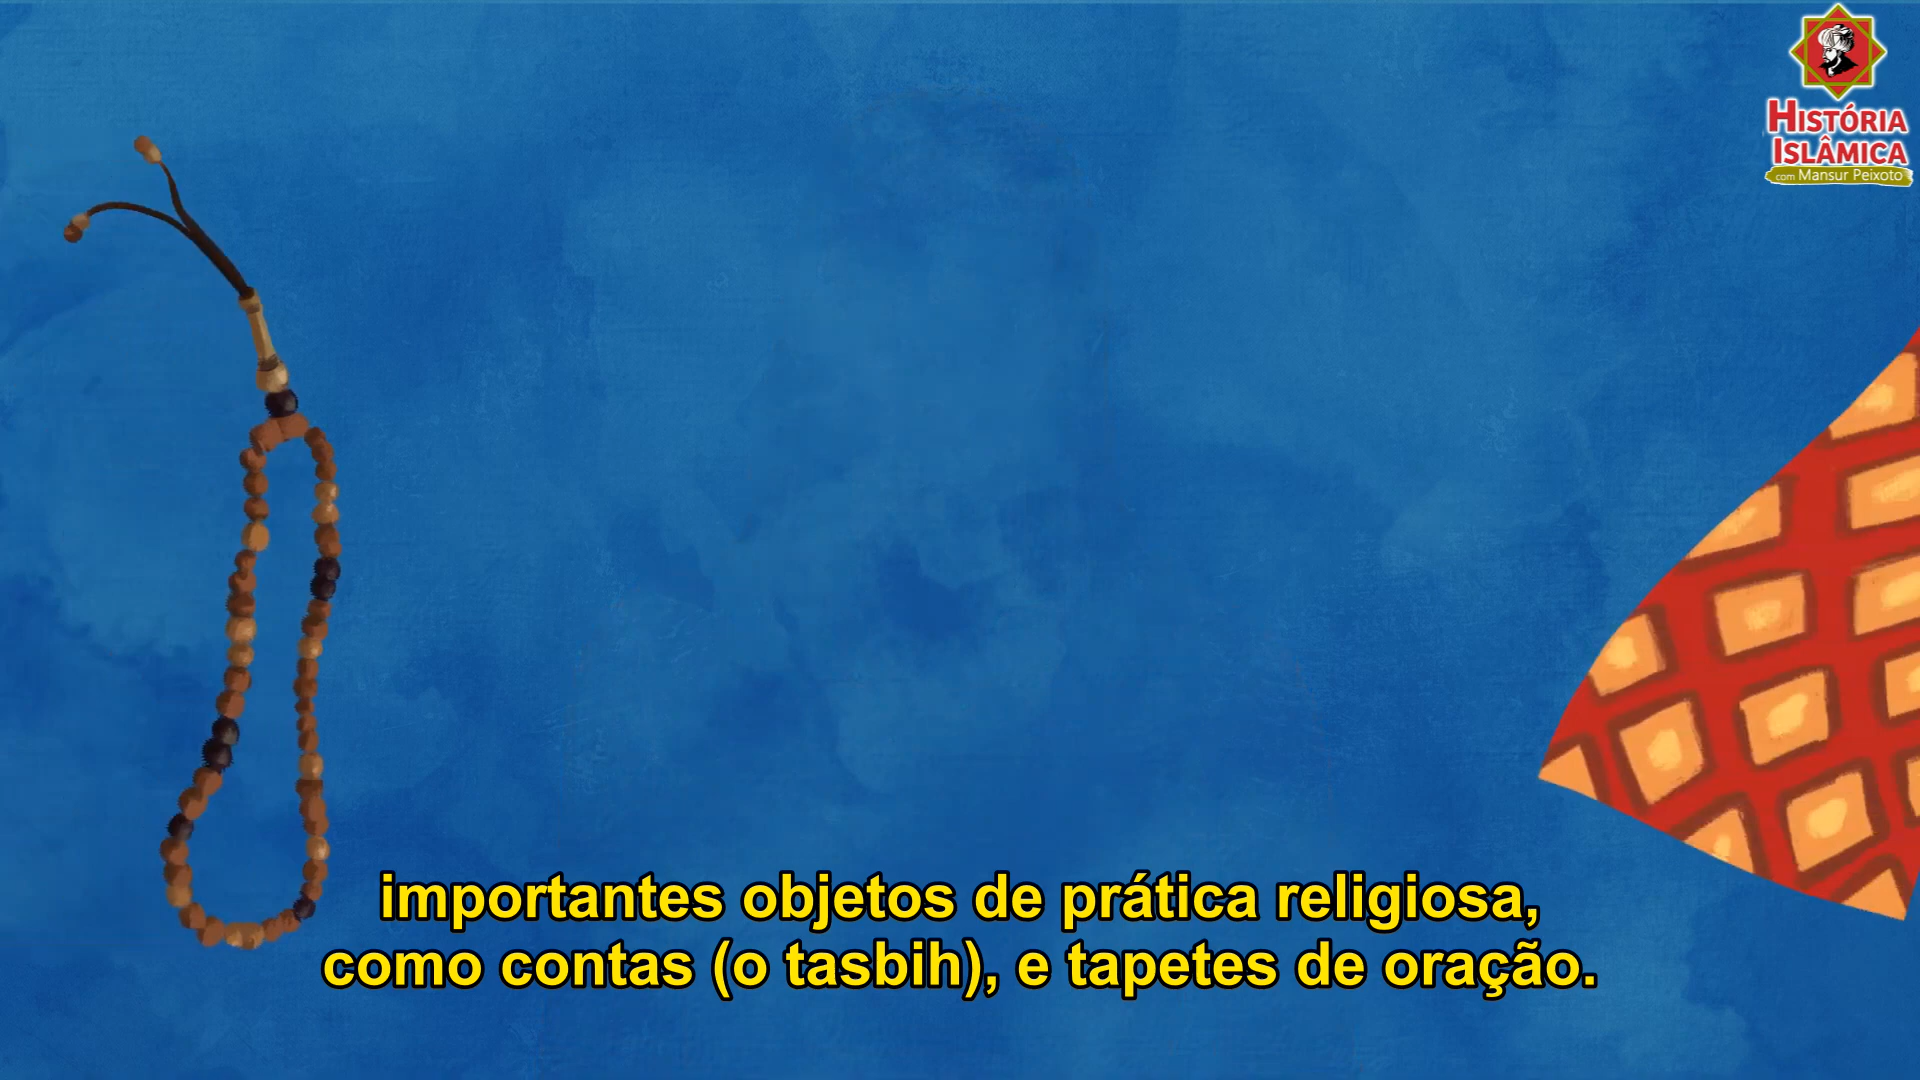 HISTÓRIA
ISLÂMICA
com Mansur Peixoto
importantes objetos de prática religiosa,
como contas (o tasbih), e tapetes de oração.